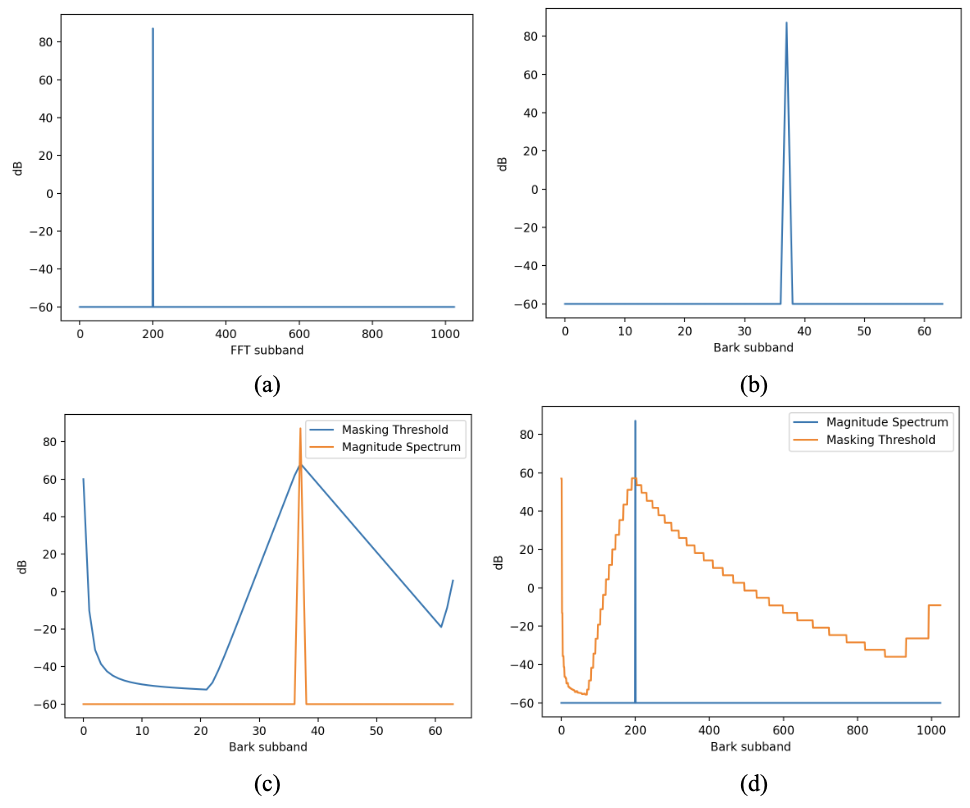 80
60
40
20
0
−20
−40
−60
dB
0 200 400 600 800 1000
FFT subband
(a)
80
60
40
20
0
−20
−40
−60
dB
0 10 20 30 40 50 60
Bark subband
(b)
Masking Threshold
Magnitude Spectrum
80
60
40
20
0
−20
−40
−60
dB
0 10 20 30 40 50 60
Bark subband
(c)
Magnitude Spectrum
Masking Threshold
80
60
40
20
0
−20
−40
−60
dB
0 200 400 600 800 1000
Bark subband
(d)